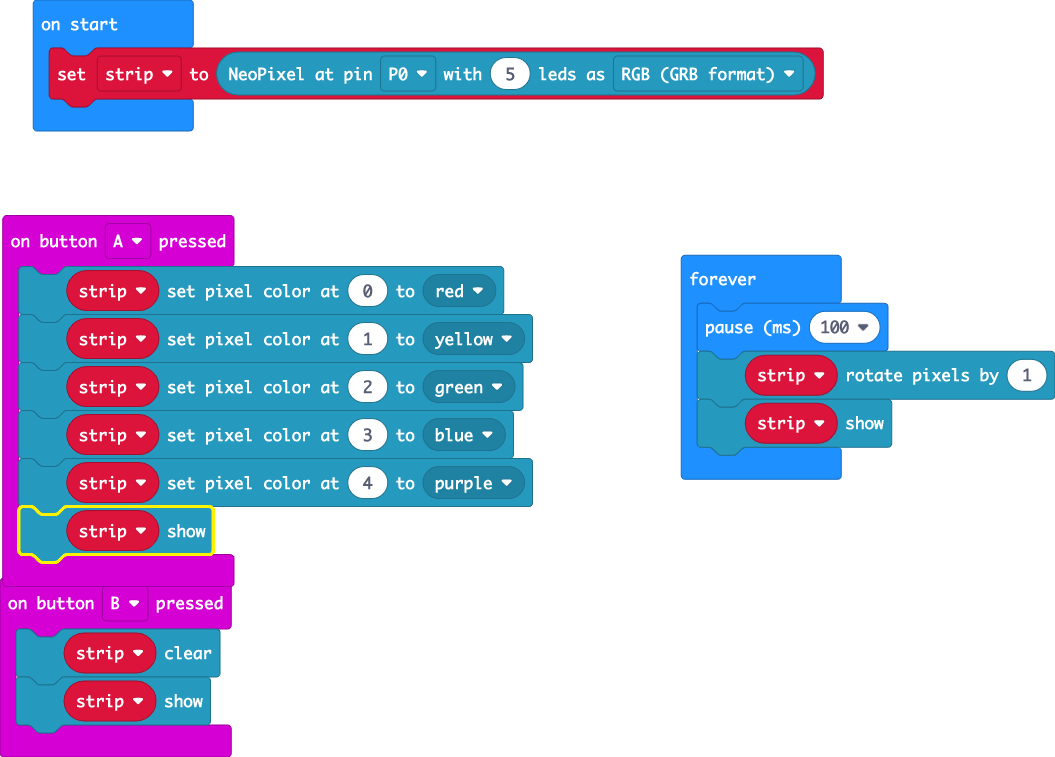 on start
set strip to NeoPixel at pin P0 with 5 leds as RGB (GRB format)
on button A pressed
strip set pixel color at 0 to red
strip set pixel color at 1 to yellow
strip set pixel color at 2 to green
strip set pixel color at 3 to blue
strip set pixel color at 4 to purple
strip show
on button B pressed
strip clear
strip show
forever
pause (ms) 100
strip rotate pixels by 1
strip show